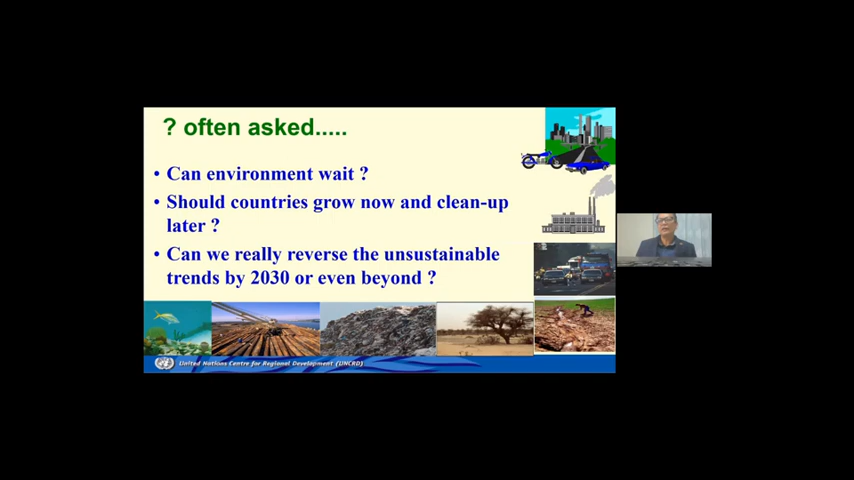 ? often asked.....
• Can environment wait ?
• Should countries grow now and clean-up
later ?
• Can we really reverse the unsustainable
trends by 2030 or even beyond ?
United Nations Centre for Regional Development (UNCRD)